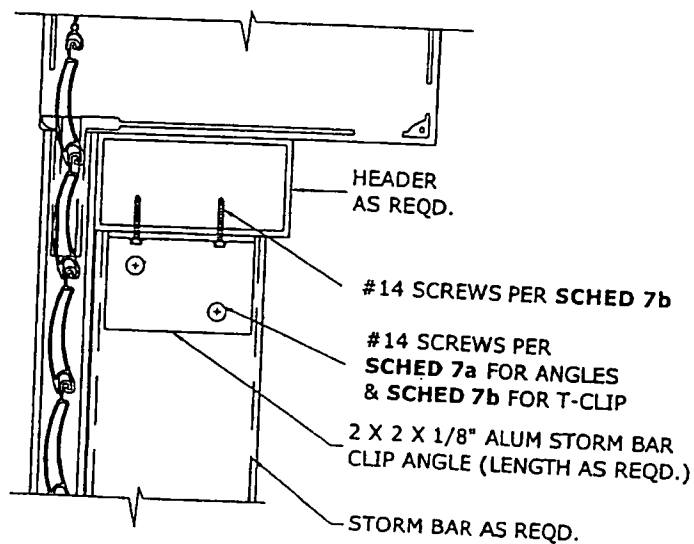 HEADER
AS REQD.
#14 SCREWS PER SCHED 7b
#14 SCREWS PER
SCHED 7a FOR ANGLES
& SCHED 7b FOR T-CLIP
2 X 2 X 1/8" ALUM STORM BAR
CLIP ANGLE (LENGTH AS REQD.)
STORM BAR AS REQD.